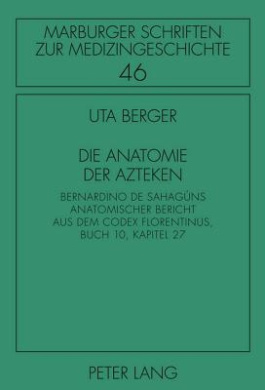 MARBURGER SCHRIFTEN
ZUR MEDIZINGESCHICHTE
46
UTA BERGER
DIE ANATOMIE
DER AZTEKEN
BERNARDINO DE SAHAGÚNS
ANATOMISCHER BERICHT
AUS DEM CODEX FLORENTINUS,
BUCH 10, KAPITEL 27
PETER LANG